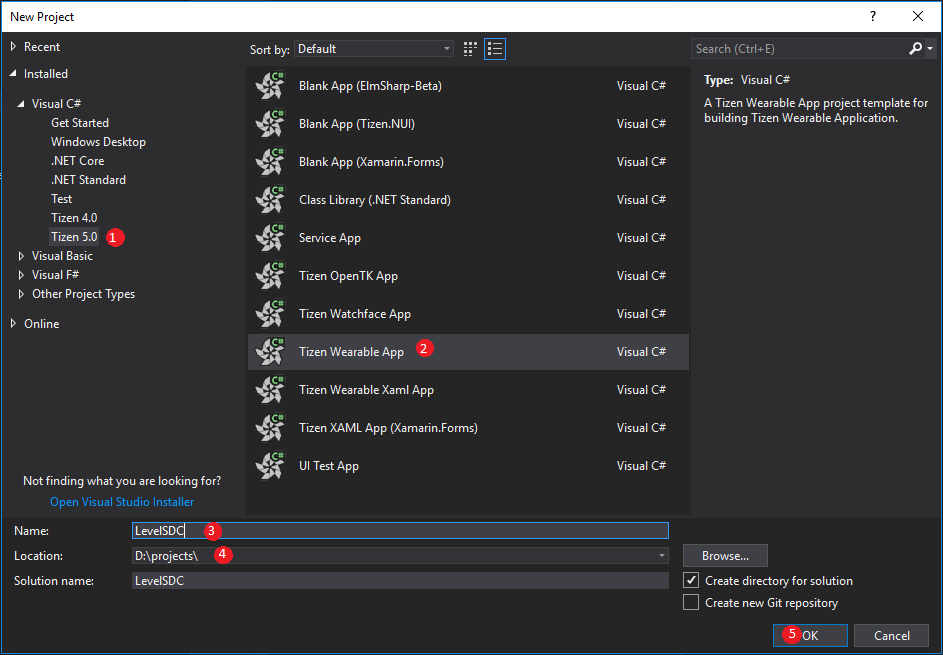 New Project
?
Recent
Installed
Visual C#
Get Started
Windows Desktop
.NET Core
.NET Standard
Test
Tizen 4.0
Tizen 5.0 1
Visual Basic
Visual F#
Other Project Types
Online
Not finding what you are looking for?
Open Visual Studio Installer
Sort by: Default
Blank App (ElmSharp-Beta) Visual C#
Blank App (Tizen.NUI) Visual C#
Blank App (Xamarin.Forms) Visual C#
Class Library (.NET Standard) Visual C#
Service App Visual C#
Tizen OpenTK App Visual C#
Tizen Watchface App Visual C#
Tizen Wearable App 2 Visual C#
Tizen Wearable Xaml App Visual C#
Tizen XAML App (Xamarin.Forms) Visual C#
UI Test App Visual C#
Search (Ctrl+E)
Type: Visual C#
A Tizen Wearable App project template for
building Tizen Wearable Application.
Name: LevelSDC 3
Location: D:\projects\ 4
Browse...
Solution name: LevelSDC
Create directory for solution
Create new Git repository
5 OK
Cancel